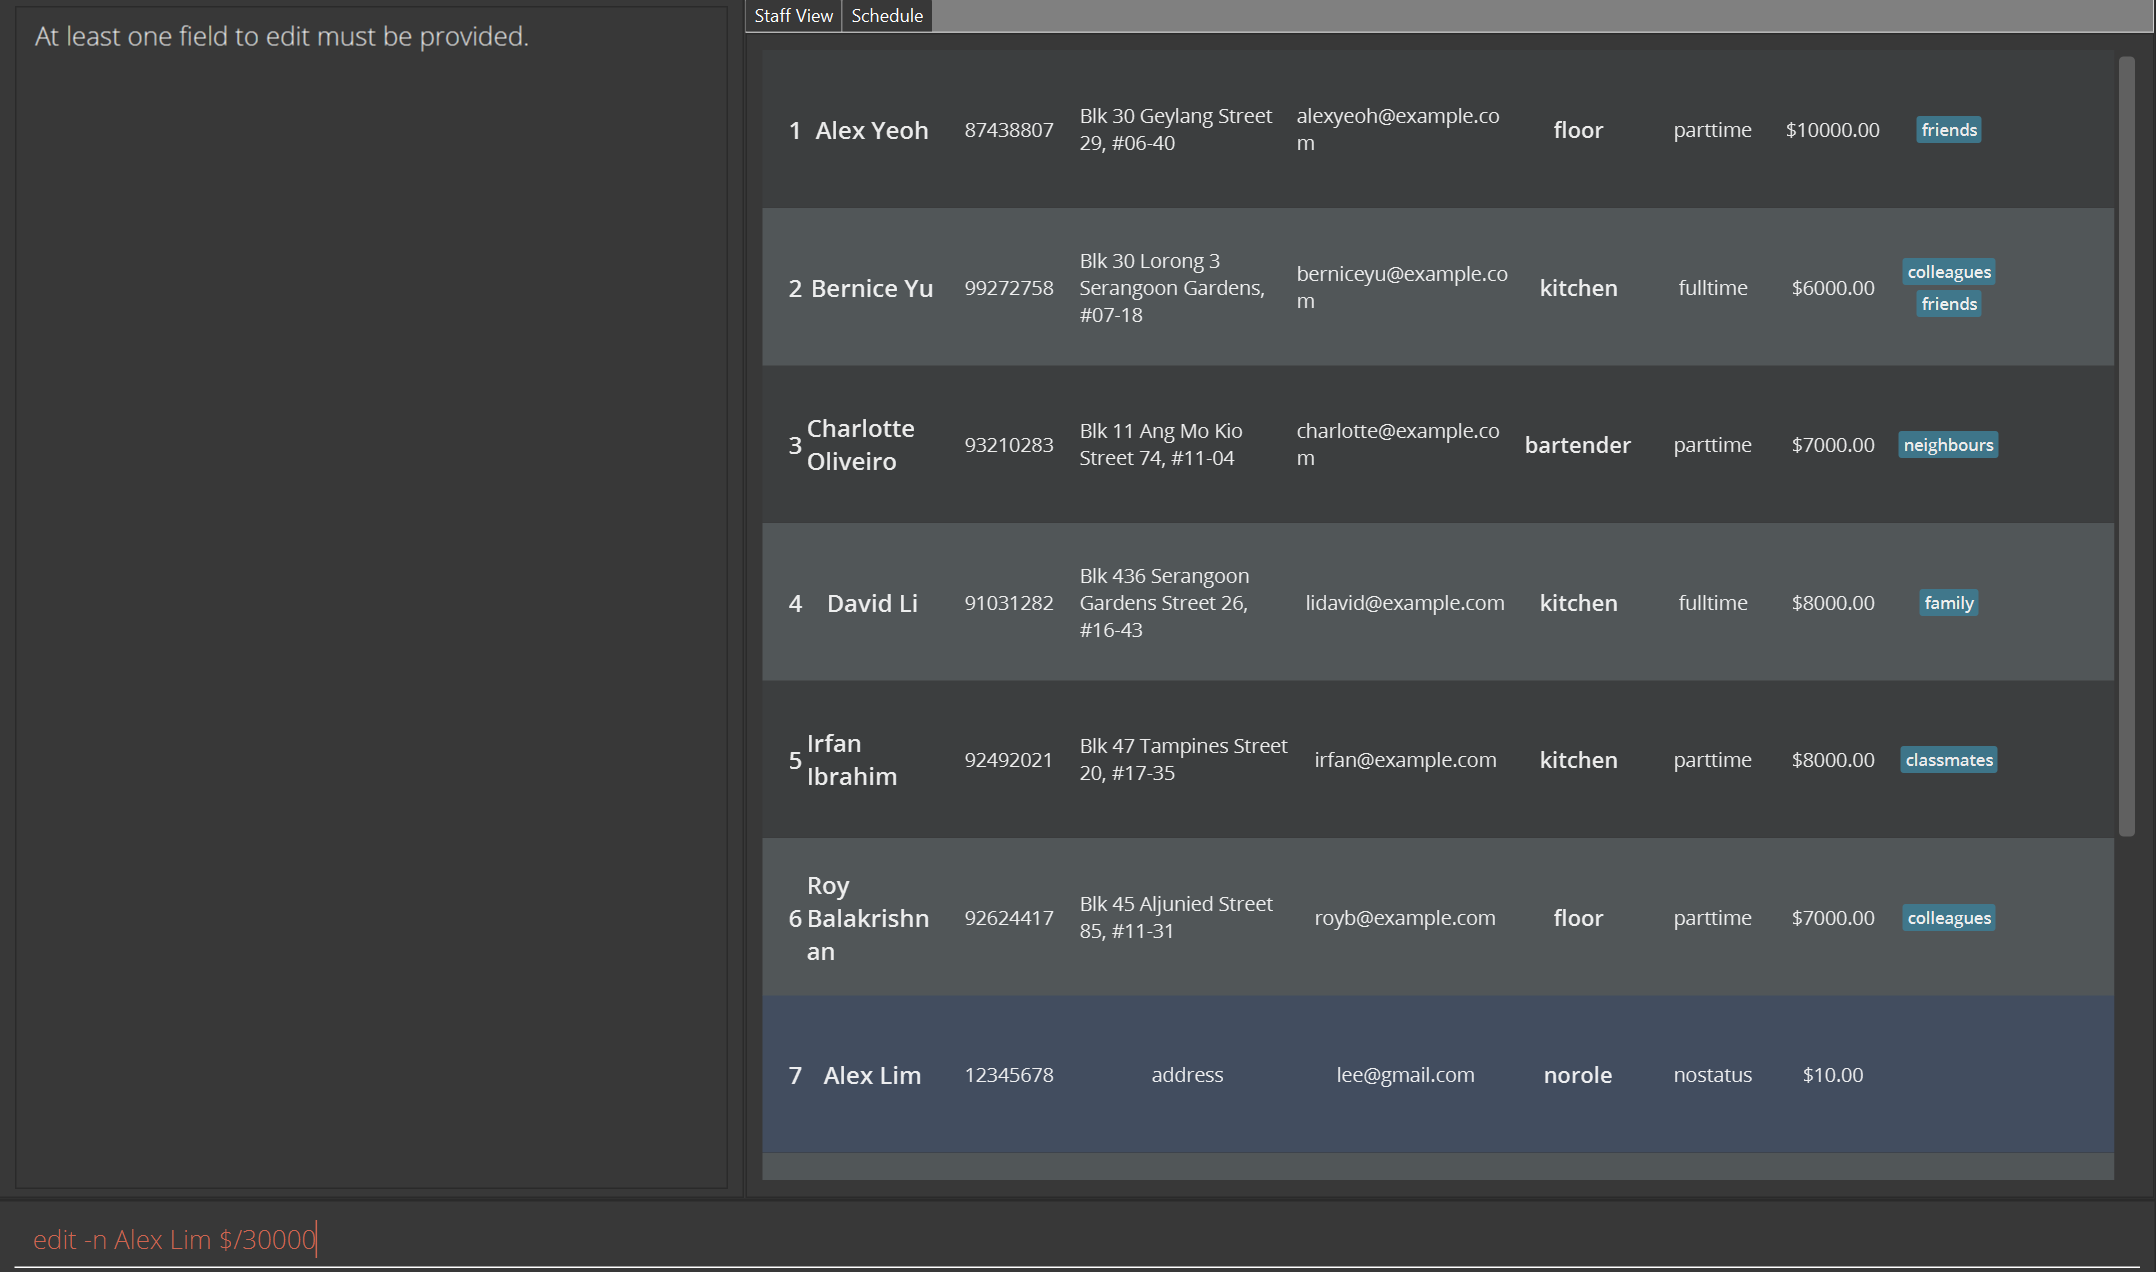 At least one field to edit must be provided.
Staff View Schedule
1 Alex Yeoh 87438807 Blk 30 Geylang Street
29, #06-40 alexyeoh@example.co
m floor parttime $10000.00 friends
2 Bernice Yu 99272758 Blk 30 Lorong 3
Serangoon Gardens,
#07-18 berniceyu@example.co
m kitchen fulltime $6000.00 colleagues
friends
3 Charlotte
Oliveiro 93210283 Blk 11 Ang Mo Kio
Street 74, #11-04 charlotte@example.co
m bartender parttime $7000.00 neighbours
4 David Li 91031282 Blk 436 Serangoon
Gardens Street 26,
#16-43 lidavid@example.com kitchen fulltime $8000.00 family
5 Irfan
Ibrahim 92492021 Blk 47 Tampines Street
20, #17-35 irfan@example.com kitchen parttime $8000.00 classmates
6 Roy
Balakrishn
an 92624417 Blk 45 Aljunied Street
85, #11-31 royb@example.com floor parttime $7000.00 colleagues
7 Alex Lim 12345678 address lee@gmail.com norole nostatus $10.00
edit -n Alex Lim $/30000